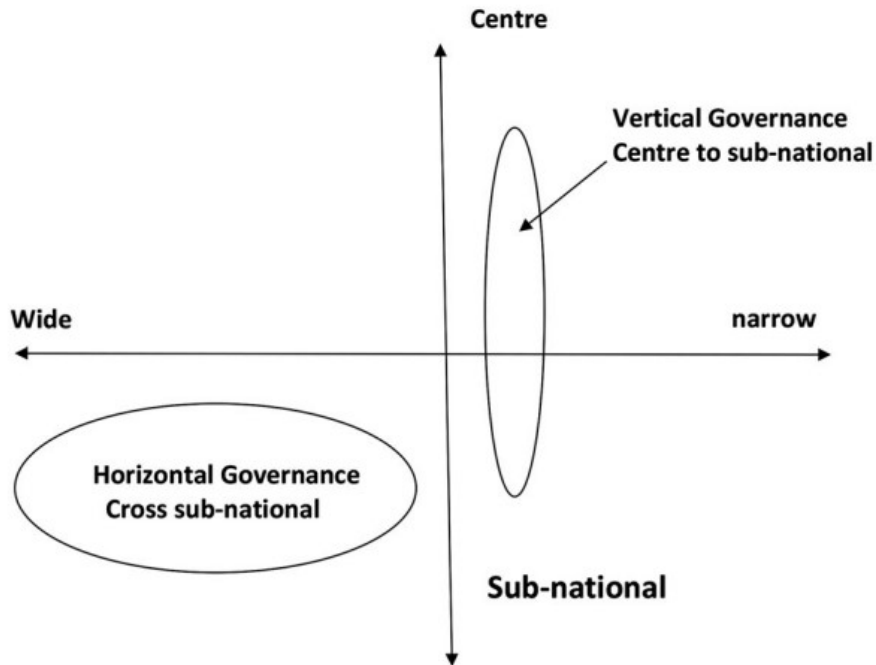 Centre
Vertical Governance
Centre to sub-national
Wide
narrow
Horizontal Governance
Cross sub-national
Sub-national